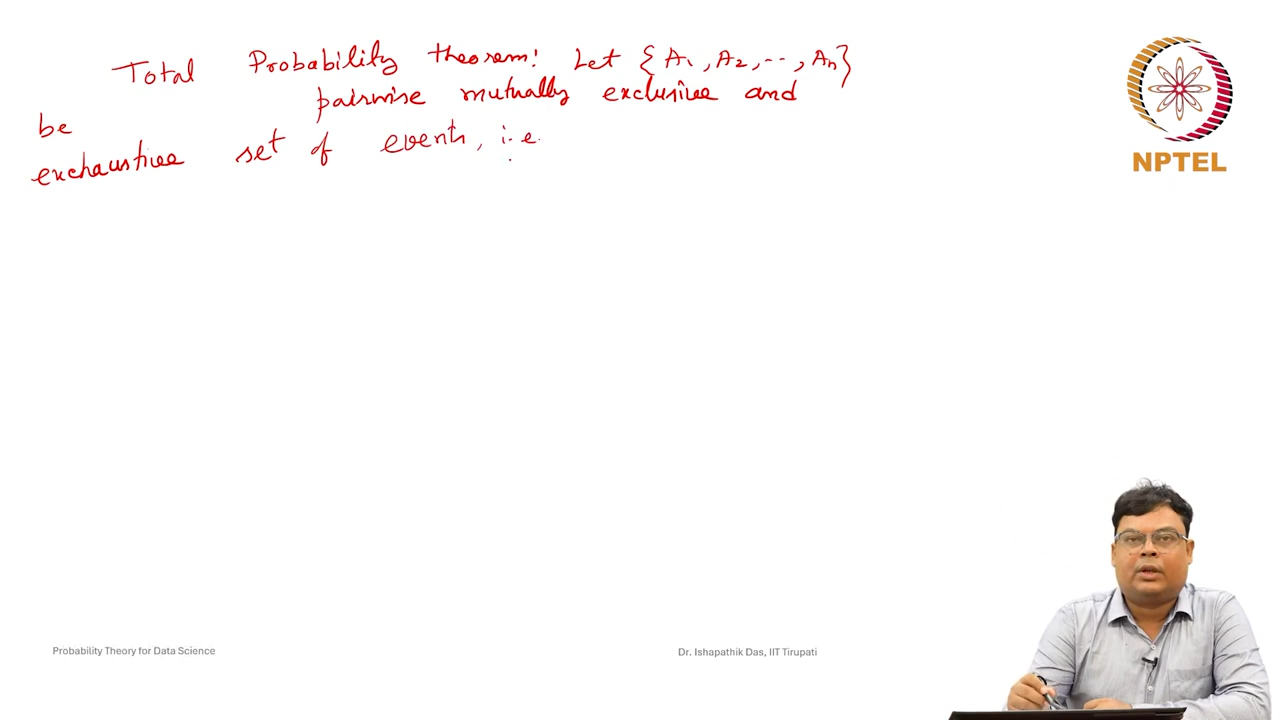 Total Probability theorem: Let {A₁, A₂, ..., Aₙ}
be pairwise mutually exclusive and
exhaustive set of events, i.e.
NPTEL
Probability Theory for Data Science
Dr. Ishapathik Das, IIT Tirupati